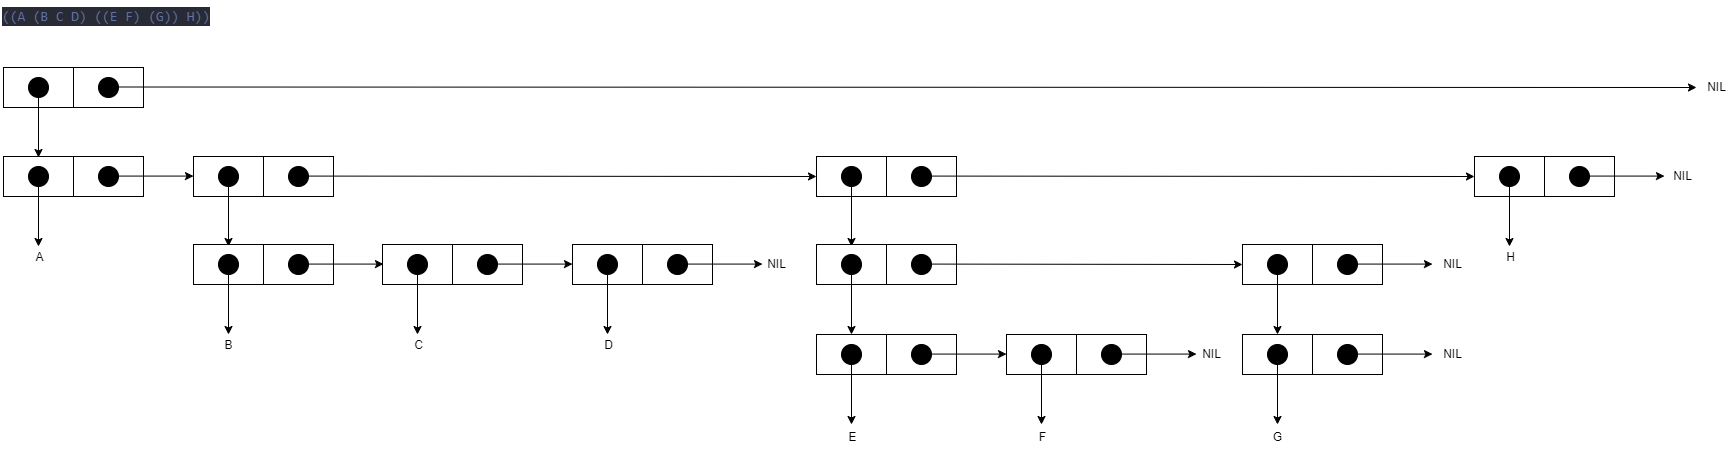 ((A (B C D) ((E F) (G)) H))
NIL
NIL
A
H
NIL
NIL
B
C
D
NIL
NIL
E
F
G